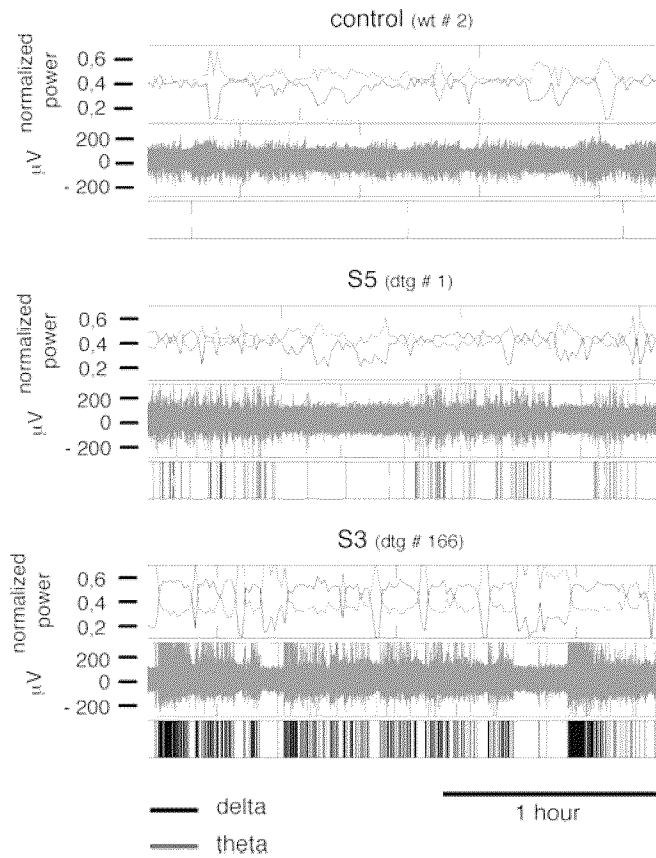 control (wt # 2)
normalized power
0,6
0,4
0,2
µV
200
0
- 200
S5 (dtg # 1)
normalized power
0,6
0,4
0,2
µV
200
0
- 200
S3 (dtg # 166)
normalized power
0,6
0,4
0,2
µV
200
0
- 200
delta
theta
1 hour